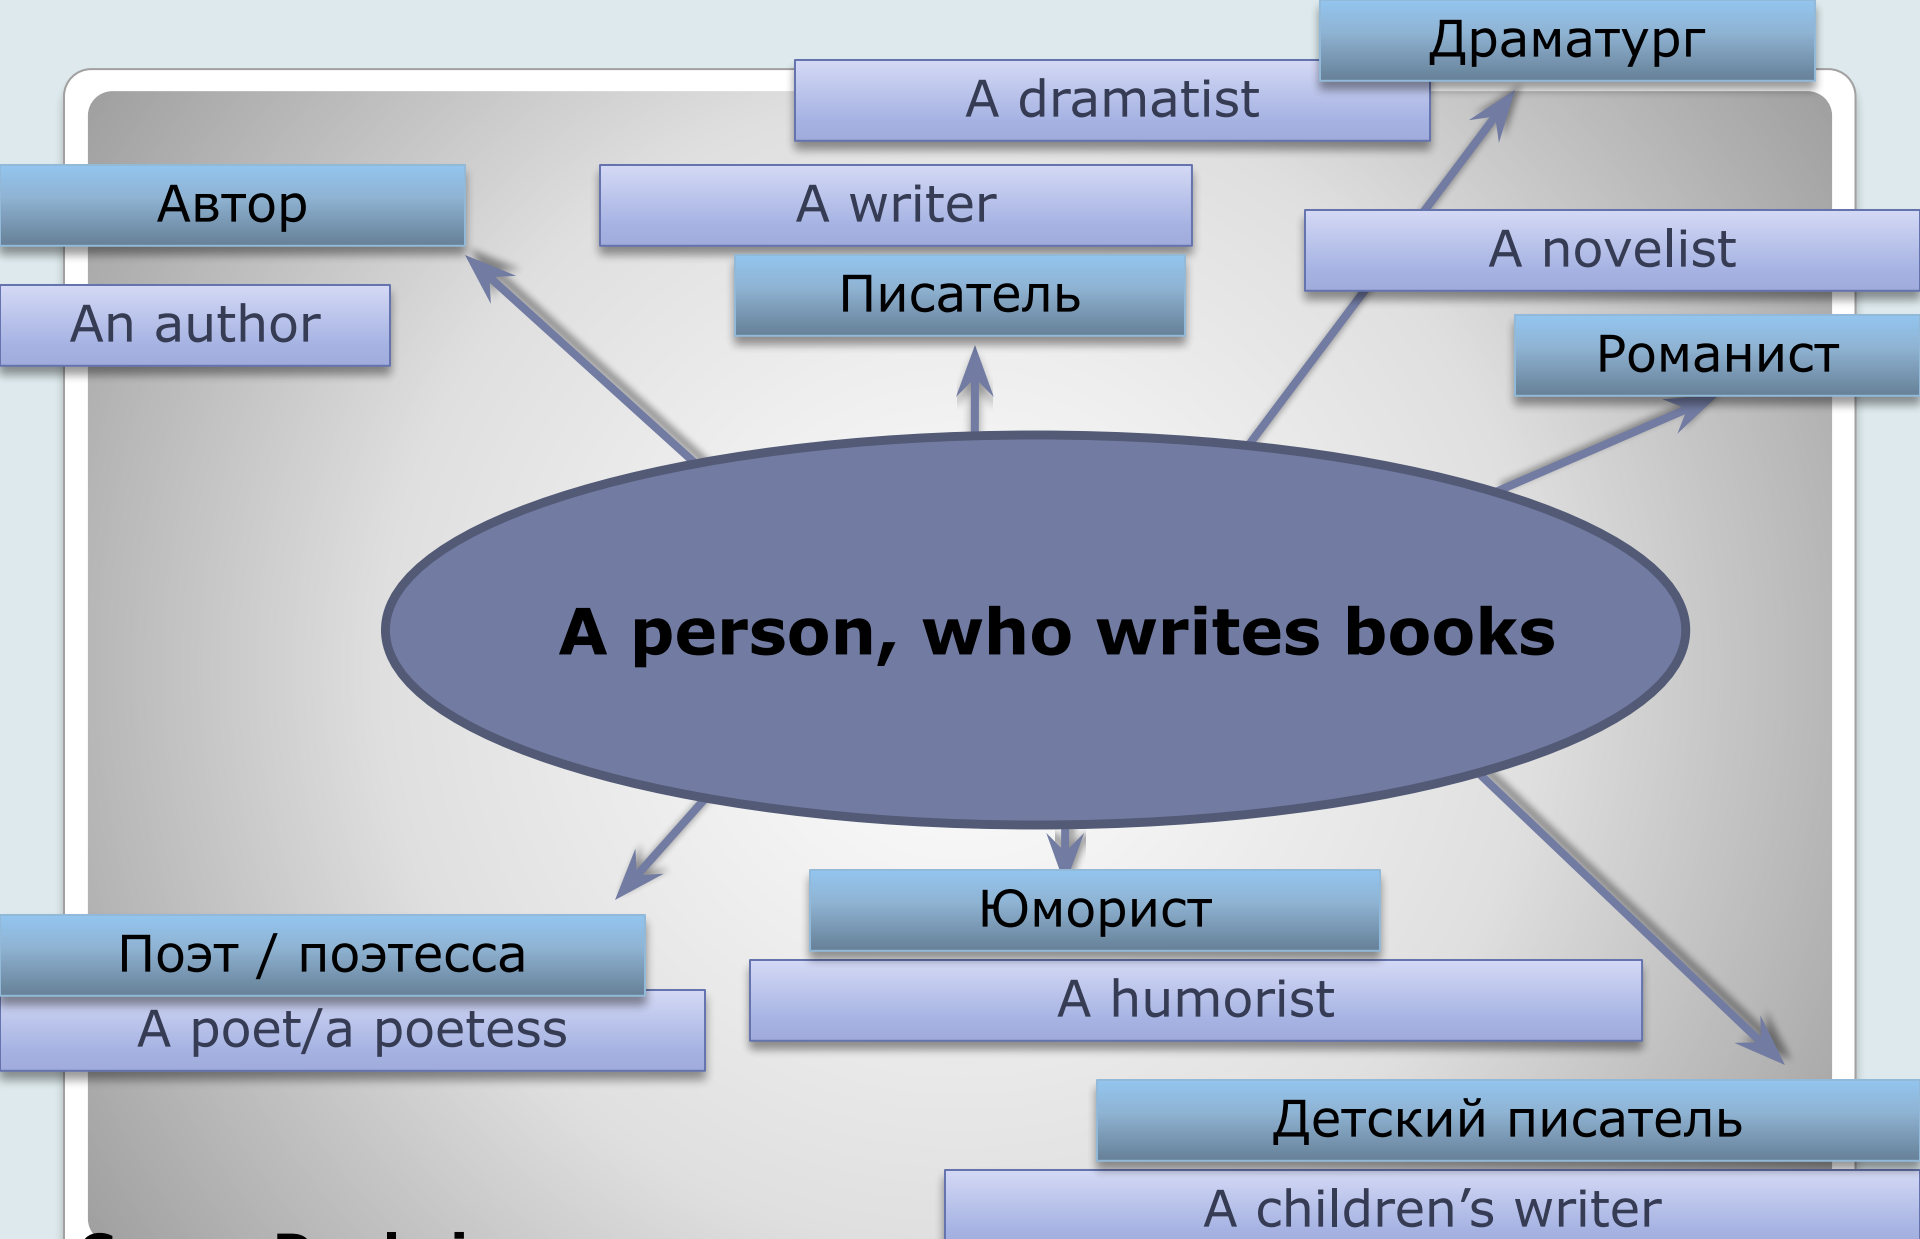 Драматург
A dramatist
Автор
A writer
A novelist
Писатель
An author
Романист
A person, who writes books
Юморист
Поэт / поэтесса
A humorist
A poet/a poetess
Детский писатель
A children’s writer